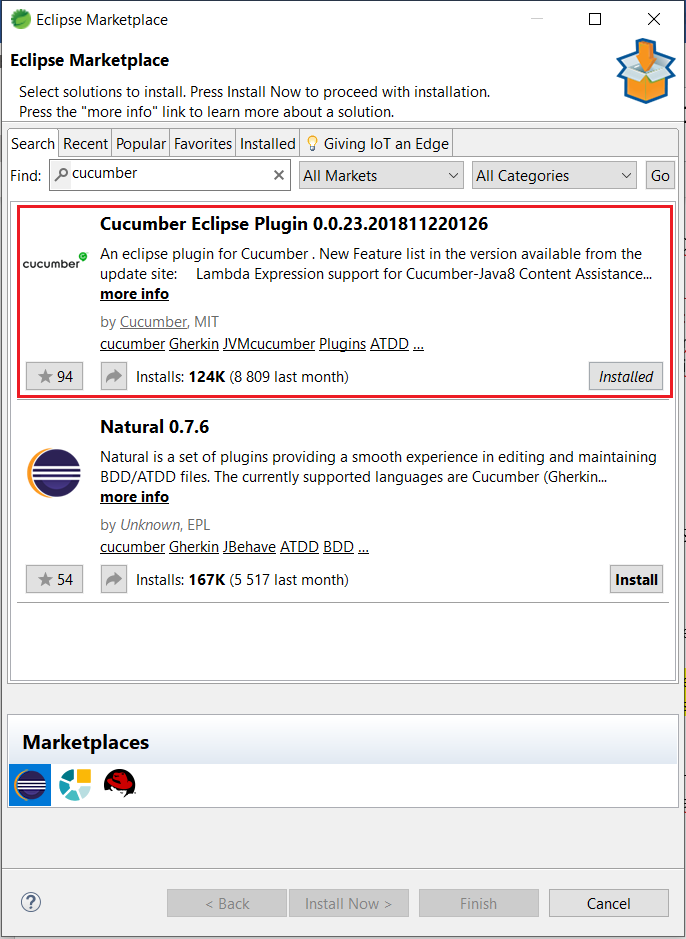 Eclipse Marketplace
Eclipse Marketplace
Select solutions to install. Press Install Now to proceed with installation.
Press the "more info" link to learn more about a solution.
Search Recent Popular Favorites Installed Giving IoT an Edge
Find: cucumber All Markets All Categories Go
Cucumber Eclipse Plugin 0.0.23.201811220126
cucumber
An eclipse plugin for Cucumber . New Feature list in the version available from the
update site: Lambda Expression support for Cucumber-Java8 Content Assistance...
more info
by Cucumber, MIT
cucumber Gherkin JVMcucumber Plugins ATDD ...
94 Installs: 124K (8 809 last month) Installed
Natural 0.7.6
Natural is a set of plugins providing a smooth experience in editing and maintaining
BDD/ATDD files. The currently supported languages are Cucumber (Gherkin...
more info
by Unknown, EPL
cucumber Gherkin JBehave ATDD BDD ...
54 Installs: 167K (5 517 last month) Install
Marketplaces
? < Back Install Now > Finish Cancel